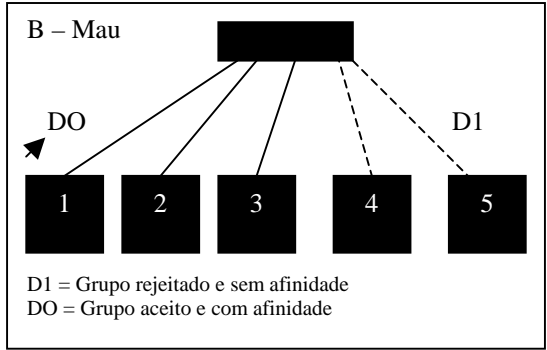 B – Mau
DO
D1
1 2 3 4 5
D1 = Grupo rejeitado e sem afinidade
DO = Grupo aceito e com afinidade